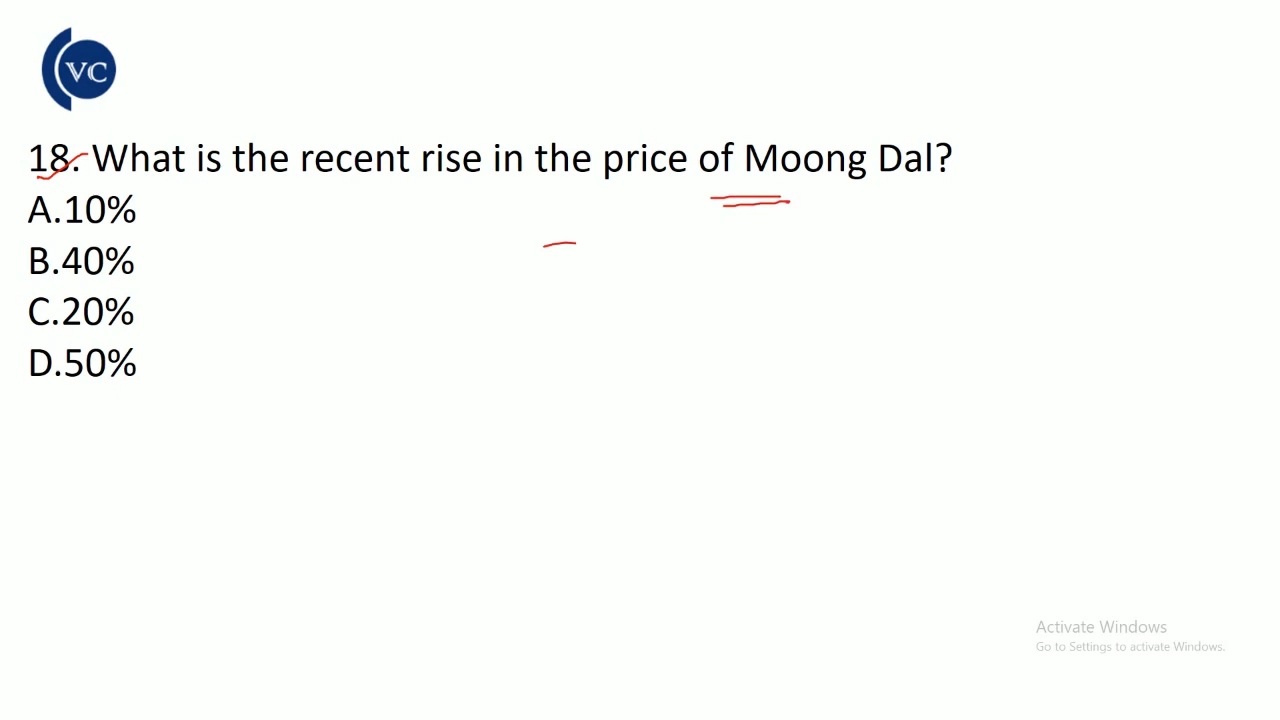 VC
18. What is the recent rise in the price of Moong Dal?
A.10%
B.40%
C.20%
D.50%
Activate Windows
Go to Settings to activate Windows.